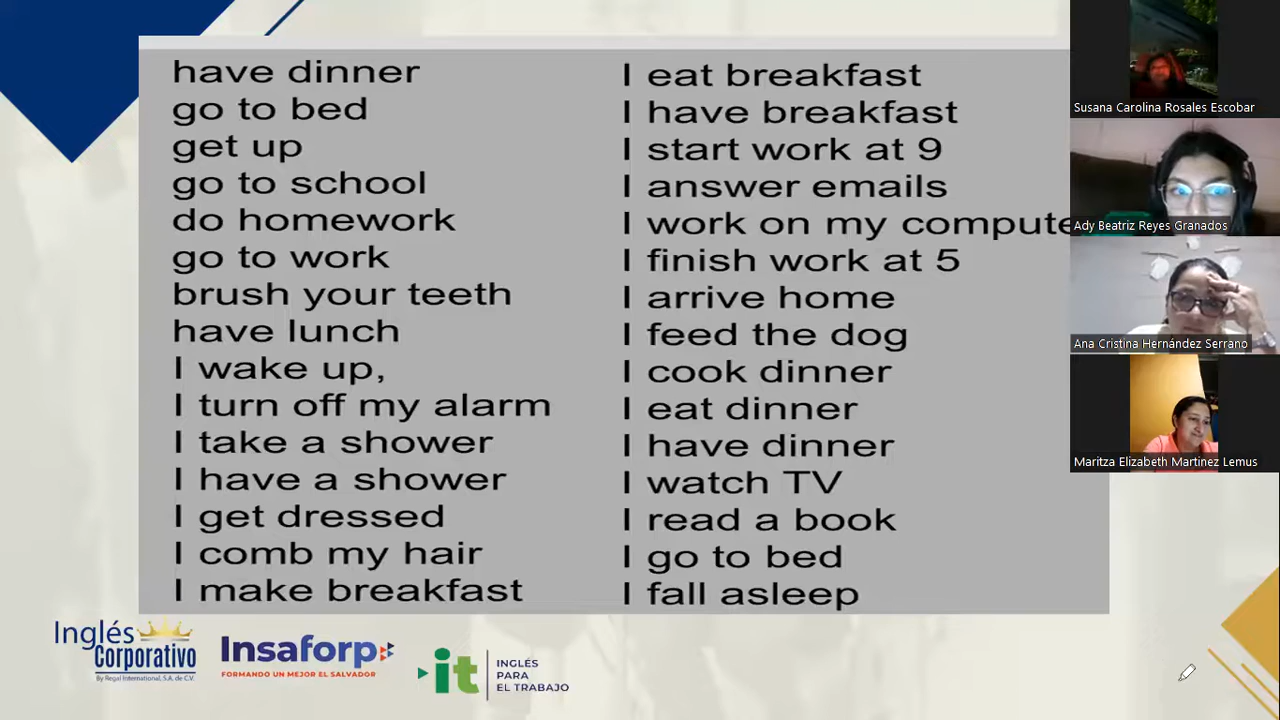 have dinner
go to bed
get up
go to school
do homework
go to work
brush your teeth
have lunch
I wake up,
I turn off my alarm
I take a shower
I have a shower
I get dressed
I comb my hair
I make breakfast
I eat breakfast
I have breakfast
I start work at 9
I answer emails
I work on my compute
I finish work at 5
I arrive home
I feed the dog
I cook dinner
I eat dinner
I have dinner
I watch TV
I read a book
I go to bed
I fall asleep
Susana Carolina Rosales Escobar
Ady Beatriz Reyes Granados
Ana Cristina Hernández Serrano
Maritza Elizabeth Martinez Lemus
Inglés
Corporativo
By Regal International, S.A. de C.V.
Insaforp
FORMANDO UN MEJOR EL SALVADOR
it
INGLÉS
PARA
EL TRABAJO